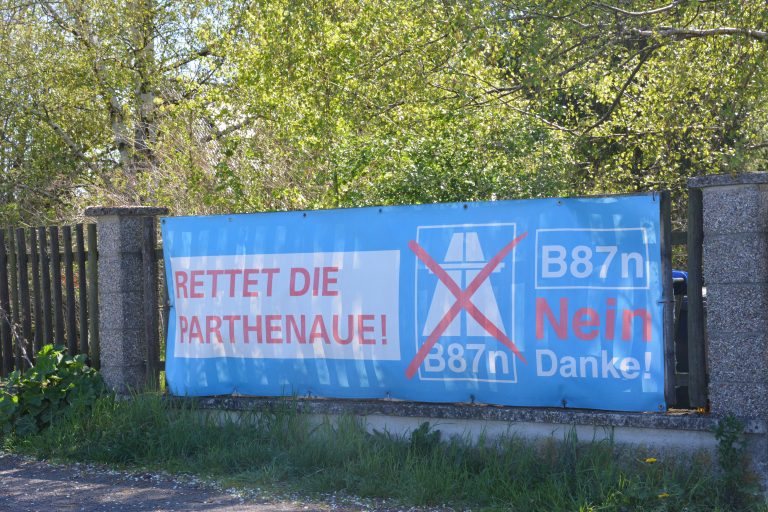 RETTET DIE
PARTHENAUE!
B87n
B87n
Nein
Danke!